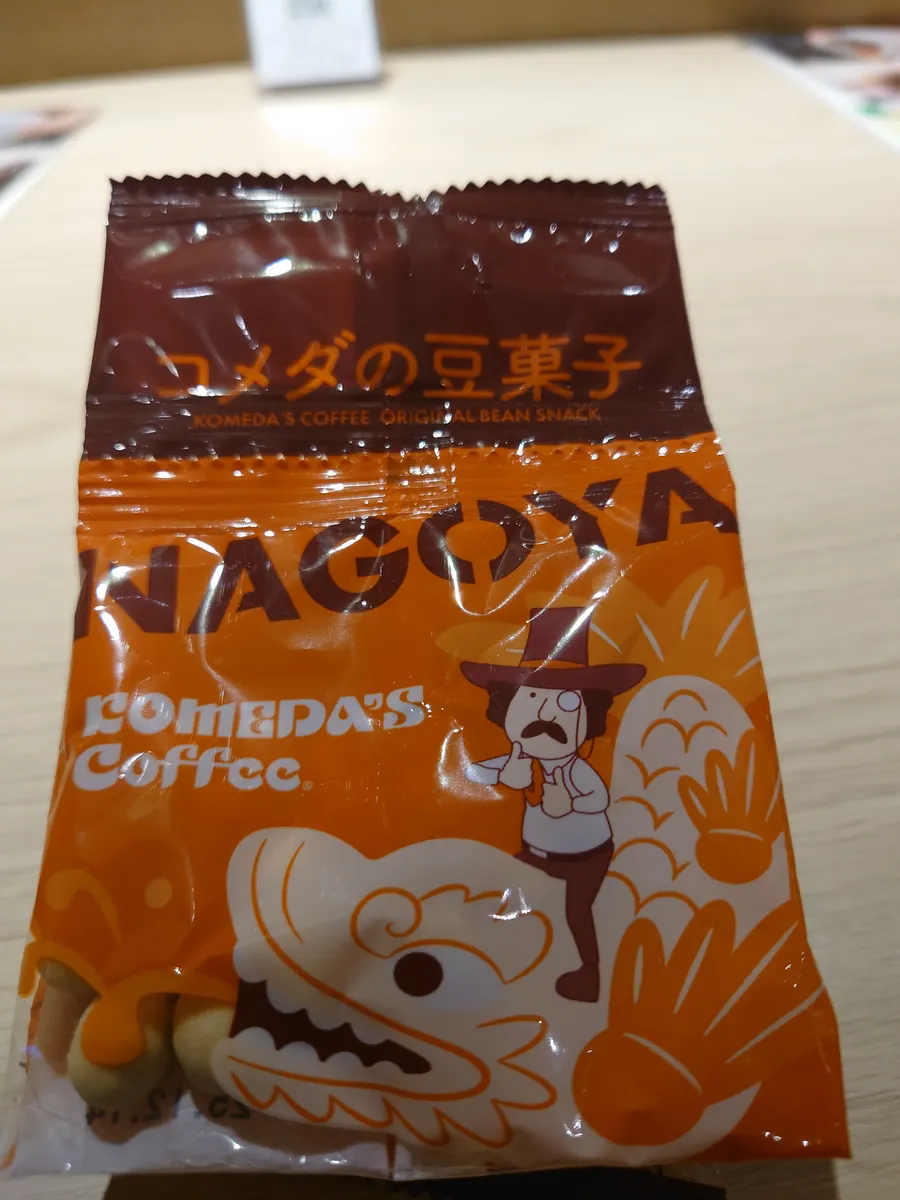 コメダの豆菓子
KOMEDA'S COFFEE ORIGINAL BEAN SNACK
NAGOYA
KOMEDA'S
Coffee®